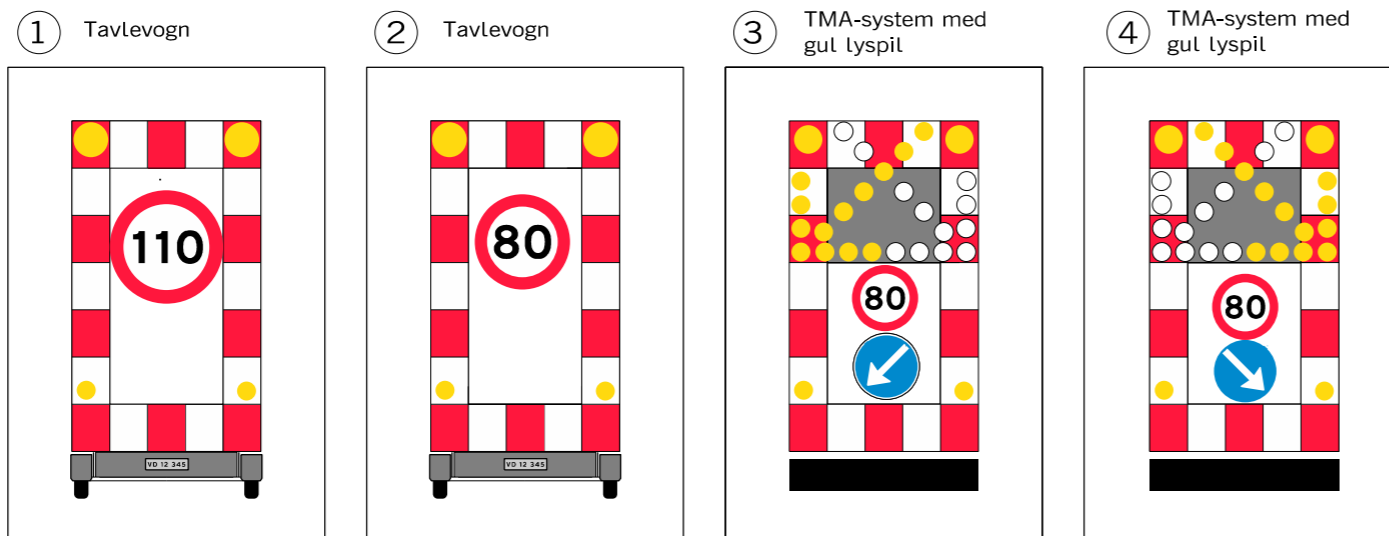 1 Tavlevogn
2 Tavlevogn
3 TMA-system med
gul lyspil
4 TMA-system med
gul lyspil
110
80
80
80
VD 12 345
VD 12 345